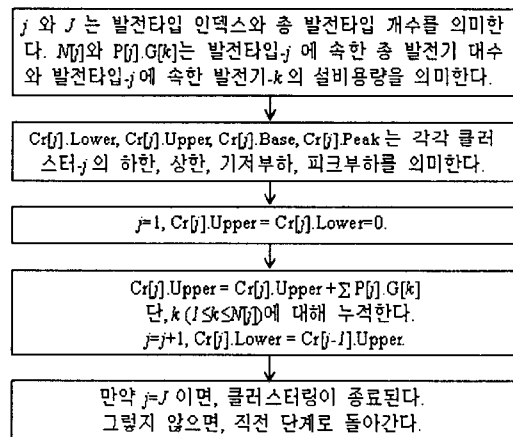 j 와 J 는 발전타입 인덱스와 총 발전타입 개수를 의미한
다. N[j]와 P[j].G[k]는 발전타입-j 에 속한 총 발전기 대수
와 발전타입-j에 속한 발전기-k 의 설비용량을 의미한다.
Cr[j].Lower, Cr[j].Upper, Cr[j].Base, Cr[j].Peak 는 각각 클러
스터-j 의 하한, 상한, 기저부하, 피크부하를 의미한다.
j=1, Cr[j].Upper = Cr[j].Lower=0.
Cr[j].Upper = Cr[j].Upper + ∑ P[j].G[k]
단, k (1≤k≤N[j])에 대해 누적한다.
j=j+1, Cr[j].Lower = Cr[j-1].Upper.
만약 j=J 이면, 클러스터링이 종료된다.
그렇지 않으면, 직전 단계로 돌아간다.